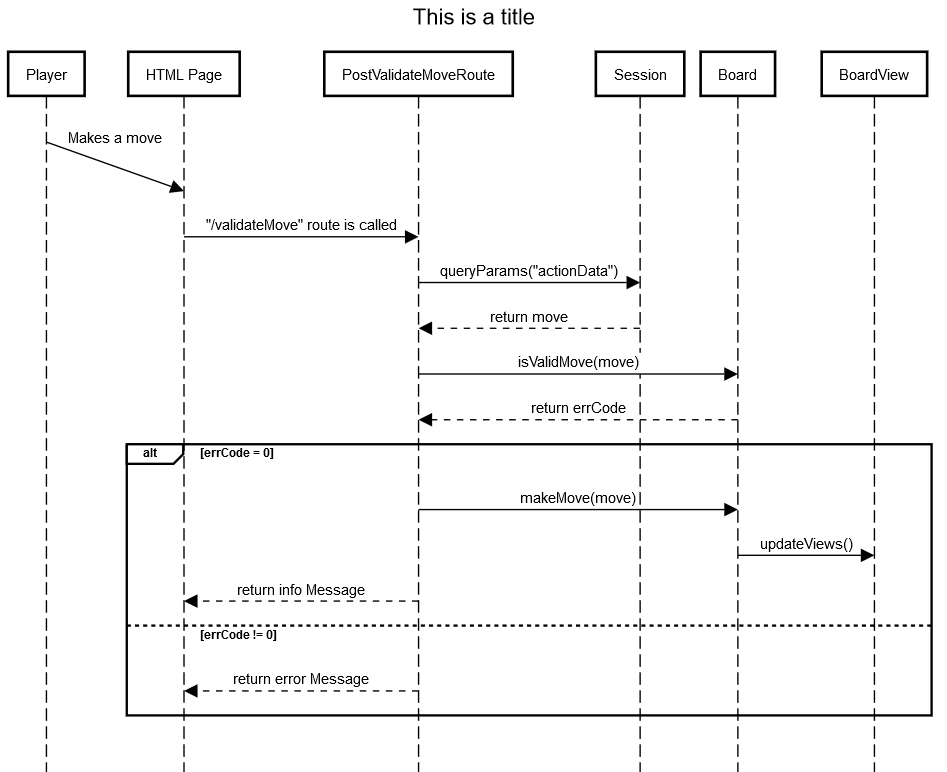 This is a title
Player
HTML Page
PostValidateMoveRoute
Session
Board
BoardView
Makes a move
"/validateMove" route is called
queryParams("actionData")
return move
isValidMove(move)
return errCode
alt
[errCode = 0]
makeMove(move)
updateViews()
return info Message
[errCode != 0]
return error Message